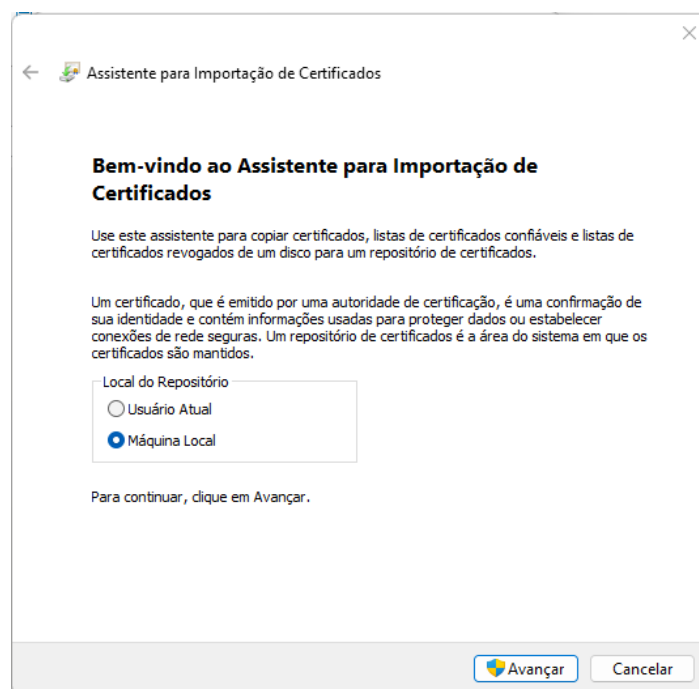 Assistente para Importação de Certificados
Bem-vindo ao Assistente para Importação de
Certificados
Use este assistente para copiar certificados, listas de certificados confiáveis e listas de
certificados revogados de um disco para um repositório de certificados.
Um certificado, que é emitido por uma autoridade de certificação, é uma confirmação de
sua identidade e contém informações usadas para proteger dados ou estabelecer
conexões de rede seguras. Um repositório de certificados é a área do sistema em que os
certificados são mantidos.
Local do Repositório
Usuário Atual
Máquina Local
Para continuar, clique em Avançar.
Avançar
Cancelar